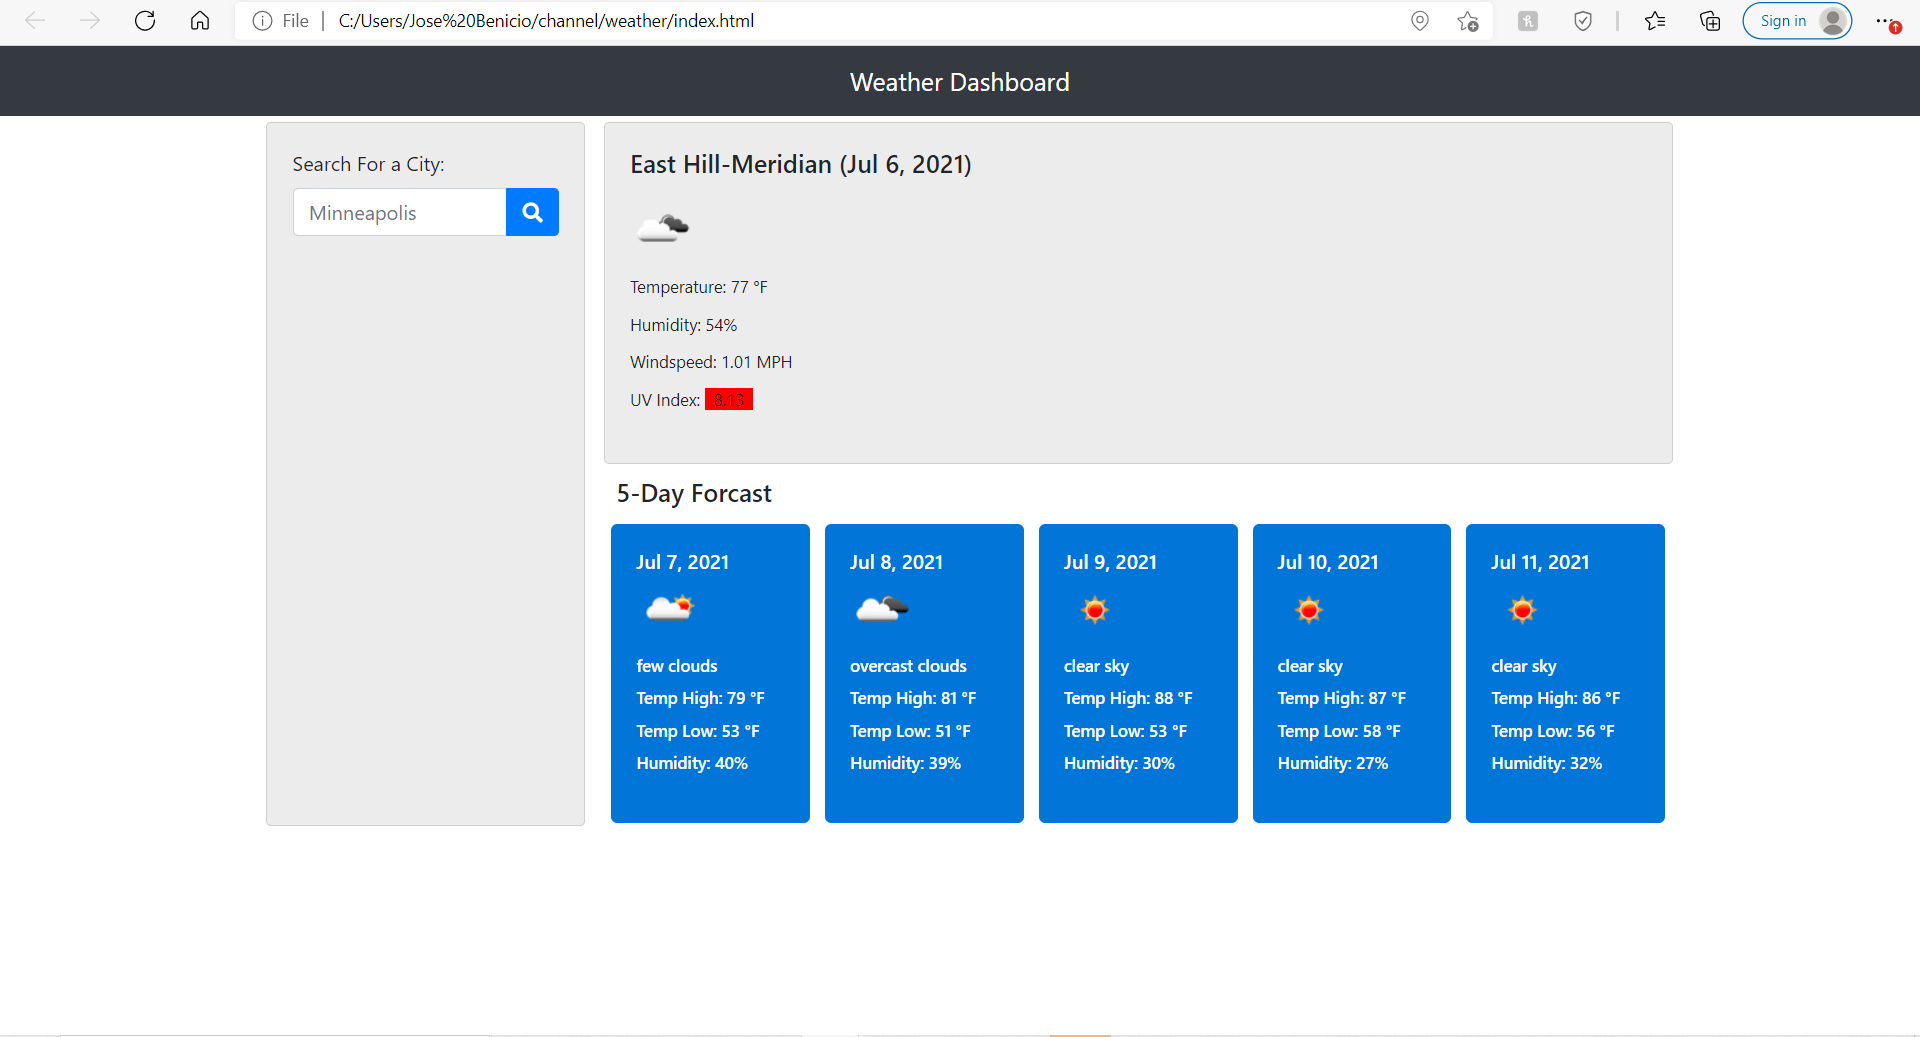 File
C:/Users/Jose%20Benicio/channel/weather/index.html
Sign in
Weather Dashboard
Search For a City:
Minneapolis
East Hill-Meridian (Jul 6, 2021)
Temperature: 77 °F
Humidity: 54%
Windspeed: 1.01 MPH
UV Index: 8.13
5-Day Forcast
Jul 7, 2021
few clouds
Temp High: 79 °F
Temp Low: 53 °F
Humidity: 40%
Jul 8, 2021
overcast clouds
Temp High: 81 °F
Temp Low: 51 °F
Humidity: 39%
Jul 9, 2021
clear sky
Temp High: 88 °F
Temp Low: 53 °F
Humidity: 30%
Jul 10, 2021
clear sky
Temp High: 87 °F
Temp Low: 58 °F
Humidity: 27%
Jul 11, 2021
clear sky
Temp High: 86 °F
Temp Low: 56 °F
Humidity: 32%